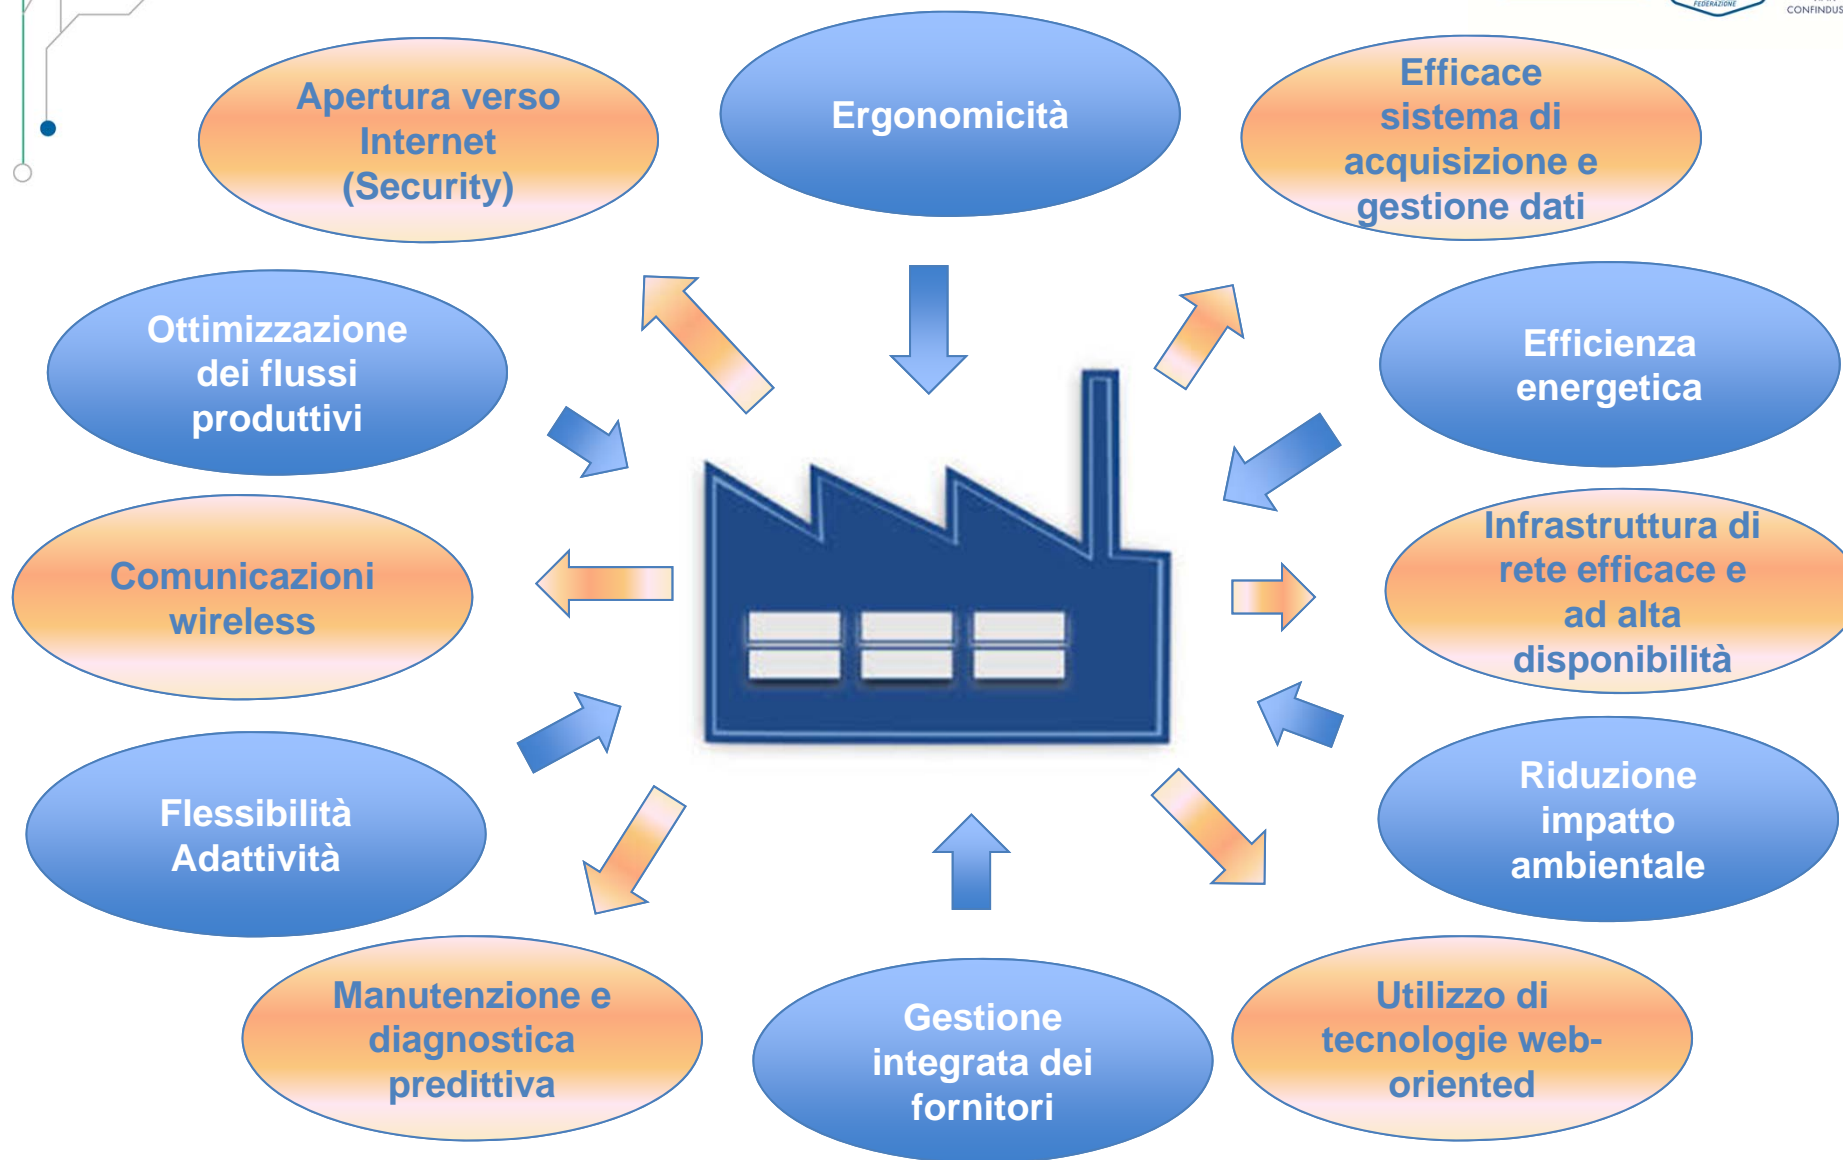 FEDERAZIONE
CONFINDUS
Apertura verso
Internet
(Security)
Ergonomicità
Efficace
sistema di
acquisizione e
gestione dati
Ottimizzazione
dei flussi
produttivi
Efficienza
energetica
Comunicazioni
wireless
Infrastruttura di
rete efficace e
ad alta
disponibilità
Flessibilità
Adattività
Riduzione
impatto
ambientale
Manutenzione e
diagnostica
predittiva
Gestione
integrata dei
fornitori
Utilizzo di
tecnologie web-
oriented